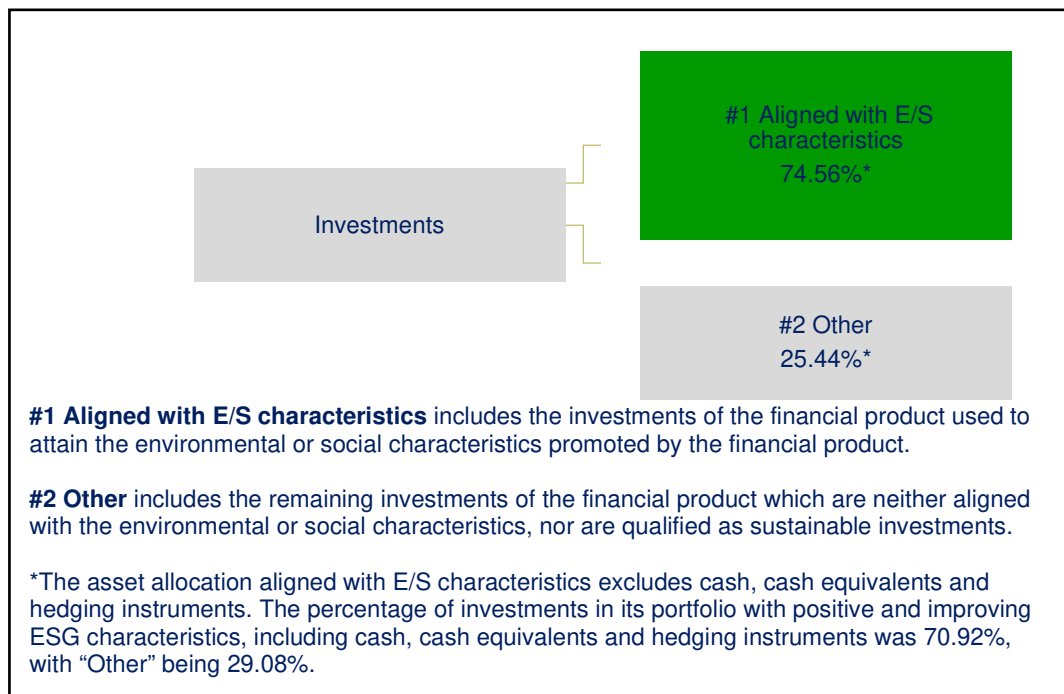 #1 Aligned with E/S
characteristics
74.56%*
Investments
#2 Other
25.44%*
#1 Aligned with E/S characteristics includes the investments of the financial product used to
attain the environmental or social characteristics promoted by the financial product.
#2 Other includes the remaining investments of the financial product which are neither aligned
with the environmental or social characteristics, nor are qualified as sustainable investments.
*The asset allocation aligned with E/S characteristics excludes cash, cash equivalents and
hedging instruments. The percentage of investments in its portfolio with positive and improving
ESG characteristics, including cash, cash equivalents and hedging instruments was 70.92%,
with “Other” being 29.08%.